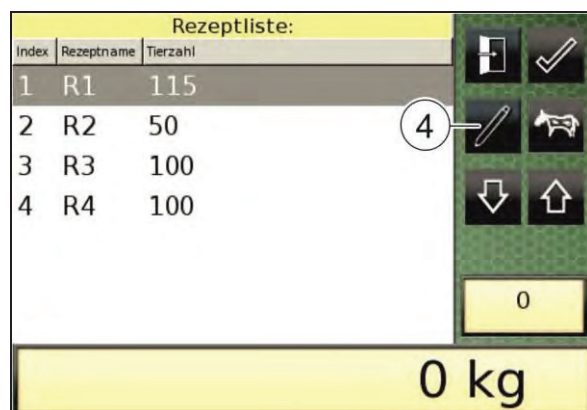 Rezeptliste:
Index Rezeptname Tierzahl
1 R1 115
2 R2 50
3 R3 100
4 R4 100
4
0
0 kg